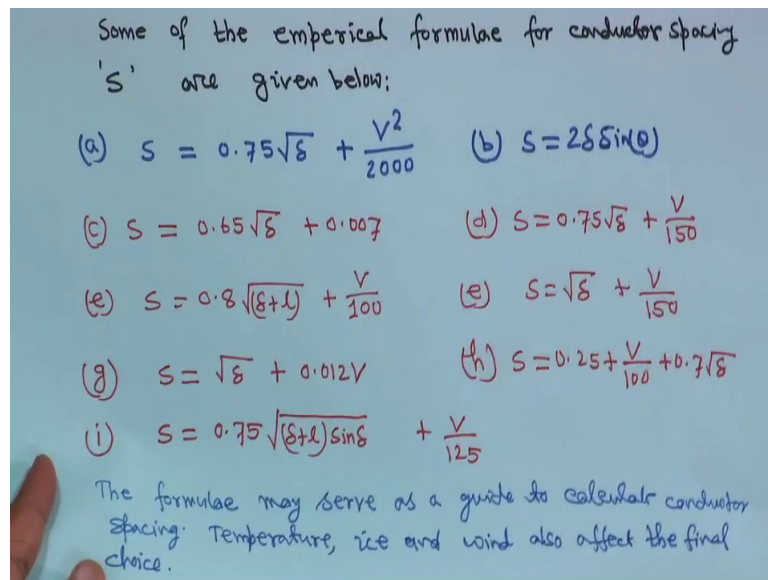 Some of the emperical formulae for conductor spacing
'S' are given below:
(a) S = 0.75√δ + V²/2000 (b) S = 2δ Sin(θ)
(c) S = 0.65√δ + 0.007 (d) S = 0.75√δ + V/150
(e) S = 0.8√(δ+l) + V/100 (e) S = √δ + V/150
(g) S = √δ + 0.012V (h) S = 0.25 + V/100 + 0.7√δ
(i) S = 0.75√(δ+l)Sinδ + V/125
The formulae may serve as a guide to calculate conductor
spacing. Temperature, ice and wind also affect the final
choice.